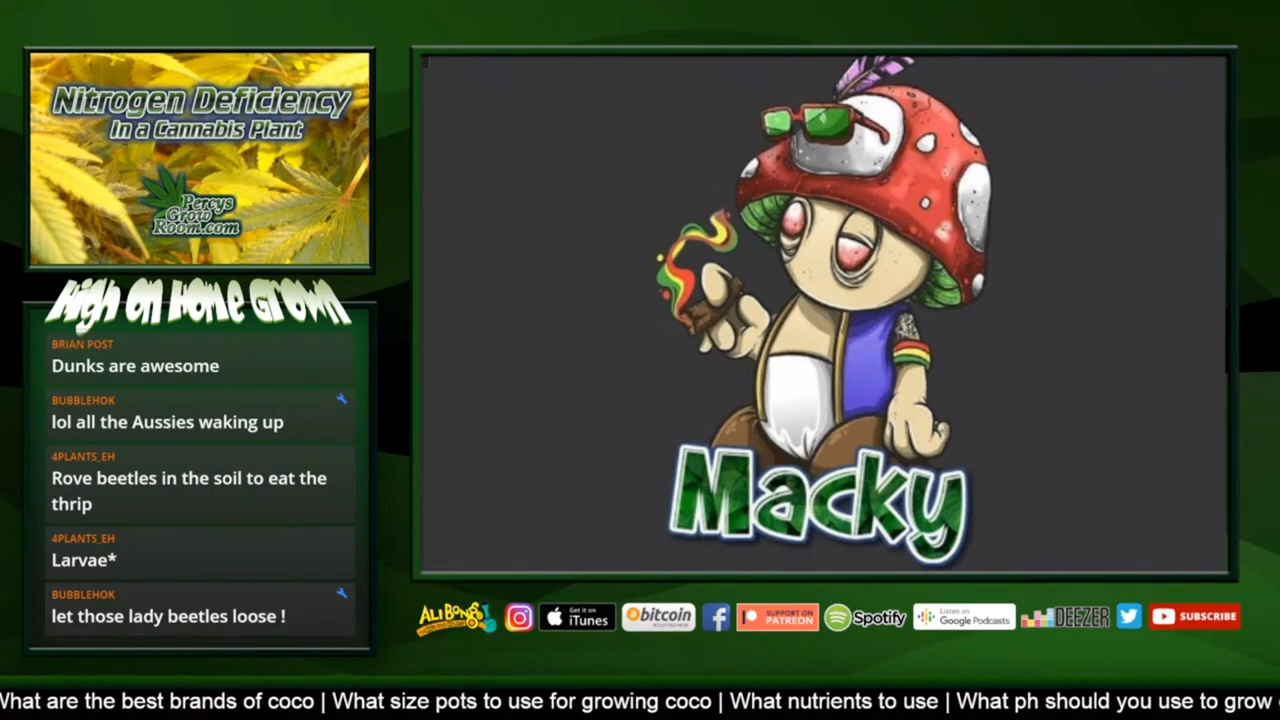 Nitrogen Deficiency
In a Cannabis Plant
Percys
Grow
Room.com
High On Home Grown
BRIAN POST
Dunks are awesome
BUBBLEHOK
lol all the Aussies waking up
4PLANTS_EH
Rove beetles in the soil to eat the
thrip
4PLANTS_EH
Larvae*
BUBBLEHOK
let those lady beetles loose !
Macky
ALI BONGO
Get it on
iTunes
bitcoin
SUPPORT ON
PATREON
Spotify
Listen on
Google Podcasts
DEEZER
SUBSCRIBE
What are the best brands of coco | What size pots to use for growing coco | What nutrients to use | What ph should you use to grow